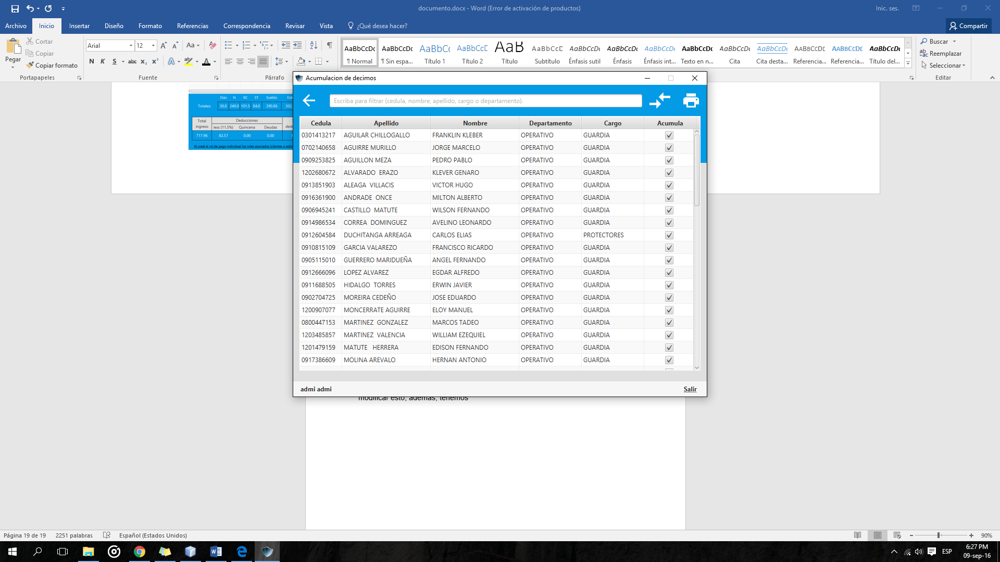 documento.docx - Word (Error de activación de productos)
Inic. ses.
Archivo Inicio Insertar Diseño Formato Referencias Correspondencia Revisar Vista ¿Qué desea hacer? Compartir
Pegar
Cortar
Copiar
Copiar formato
Portapapeles
Arial 12
N K S abc x₂ x²
Fuente
Párrafo
AaBbCcDc ¶ Normal
AaBbCcDc ¶ Sin espa...
AaBbCc Título 1
AaBbCcD Título 2
AaB Título
AaBbCcD Subtítulo
AaBbCcDc Énfasis sutil
AaBbCcDc Énfasis
AaBbCcDc Énfasis int...
AaBbCcDc Texto en n...
AaBbCcDc Cita
AaBbCcDc Cita desta...
AABBCCDE Referencia...
AABBCCDE Referencia...
AaBbCcDc Título del...
Buscar
Reemplazar
Seleccionar
Editar
Dias N RC ST Sueldo
Totales: 30.0 240.0 101.5 84.0 390.86 302.
Total ingreso
Deducciones
iess (11.5%) Quincena Deudas
717.96 82.57 0.00 0.00
Al creal el rol de pago individual los roles asociados (clientes o
Acumulacion de decimos
Escriba para filtrar (cedula, nombre, apellido, cargo o departamento).
Cedula Apellido Nombre Departamento Cargo Acumula
0301413217 AGUILAR CHILLOGALLO FRANKLIN KLEBER OPERATIVO GUARDIA
0702140658 AGUIRRE MURILLO JORGE MARCELO OPERATIVO GUARDIA
0909253825 AGUILLON MEZA PEDRO PABLO OPERATIVO GUARDIA
1202680672 ALVARADO ERAZO KLEVER GENARO OPERATIVO GUARDIA
0913851903 ALEAGA VILLACIS VICTOR HUGO OPERATIVO GUARDIA
0916361900 ANDRADE ONCE MILTON ALBERTO OPERATIVO GUARDIA
0906945241 CASTILLO MATUTE WILSON FERNANDO OPERATIVO GUARDIA
0914986534 CORREA DOMINGUEZ AVELINO LEONARDO OPERATIVO GUARDIA
0912604584 DUCHITANGA ARREAGA CARLOS ELIAS OPERATIVO PROTECTORES
0910815109 GARCIA VALAREZO FRANCISCO RICARDO OPERATIVO GUARDIA
0905115010 GUERRERO MARIDUEÑA ANGEL FERNANDO OPERATIVO GUARDIA
0912666096 LOPEZ ALVAREZ EGDAR ALFREDO OPERATIVO GUARDIA
0911688505 HIDALGO TORRES ERWIN JAVIER OPERATIVO GUARDIA
0902704725 MOREIRA CEDEÑO JOSE EDUARDO OPERATIVO GUARDIA
1200907077 MONCERRATE AGUIRRE ELOY MANUEL OPERATIVO GUARDIA
0800447153 MARTINEZ GONZALEZ MARCOS TADEO OPERATIVO GUARDIA
1203485857 MARTINEZ VALENCIA WILLIAM EZEQUIEL OPERATIVO GUARDIA
1201479159 MATUTE HERRERA EDISON FERNANDO OPERATIVO GUARDIA
0917386609 MOLINA AREVALO HERNAN ANTONIO OPERATIVO GUARDIA
admi admi
Salir
modificar esto, además, tenemos
Página 19 de 19 2251 palabras Español (Estados Unidos) 90%
ESP
6:27 PM
09-sep-16